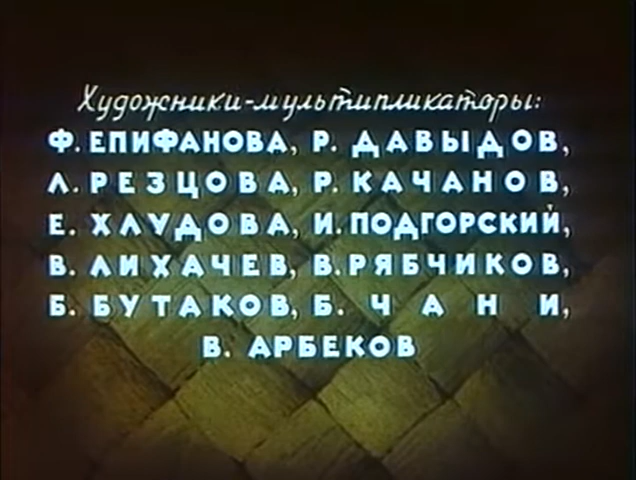 Художники-мультипликаторы:
Ф. ЕПИФАНОВА, Р. ДАВЫДОВ,
Л. РЕЗЦОВА, Р. КАЧАНОВ,
Е. ХЛУДОВА, И. ПОДГОРСКИЙ,
В. ЛИХАЧЕВ, В. РЯБЧИКОВ,
Б. БУТАКОВ, Б. ЧАНИ,
В. АРБЕКОВ